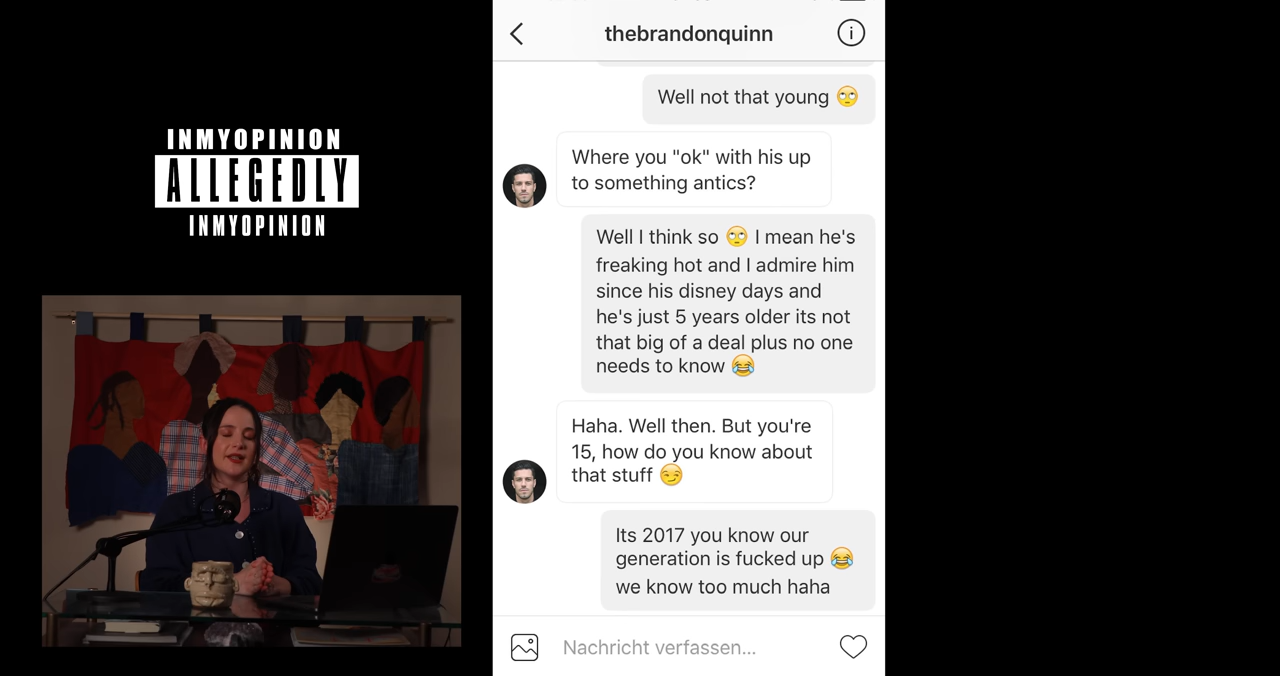 INMYOPINION
ALLEGEDLY
INMYOPINION
thebrandonquinn
Well not that young 🙄
Where you "ok" with his up
to something antics?
Well I think so 🙄 I mean he's
freaking hot and I admire him
since his disney days and
he's just 5 years older its not
that big of a deal plus no one
needs to know 😂
Haha. Well then. But you're
15, how do you know about
that stuff 😏
Its 2017 you know our
generation is fucked up 😂
we know too much haha
Nachricht verfassen...